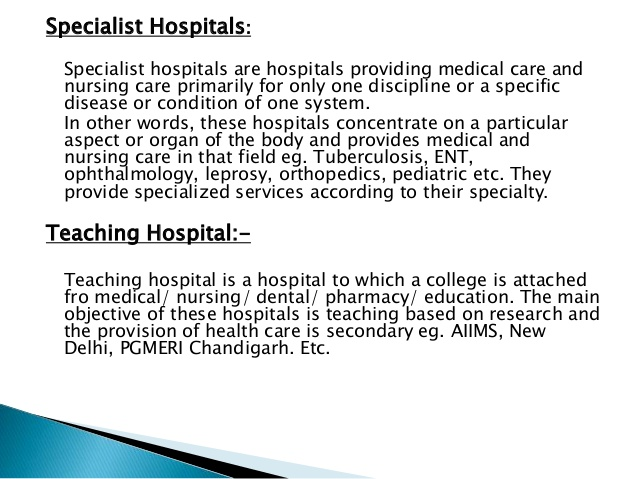 Specialist Hospitals:
Specialist hospitals are hospitals providing medical care and
nursing care primarily for only one discipline or a specific
disease or condition of one system.
In other words, these hospitals concentrate on a particular
aspect or organ of the body and provides medical and
nursing care in that field eg. Tuberculosis, ENT,
ophthalmology, leprosy, orthopedics, pediatric etc. They
provide specialized services according to their specialty.
Teaching Hospital:-
Teaching hospital is a hospital to which a college is attached
fro medical/ nursing/ dental/ pharmacy/ education. The main
objective of these hospitals is teaching based on research and
the provision of health care is secondary eg. AIIMS, New
Delhi, PGMERI Chandigarh. Etc.